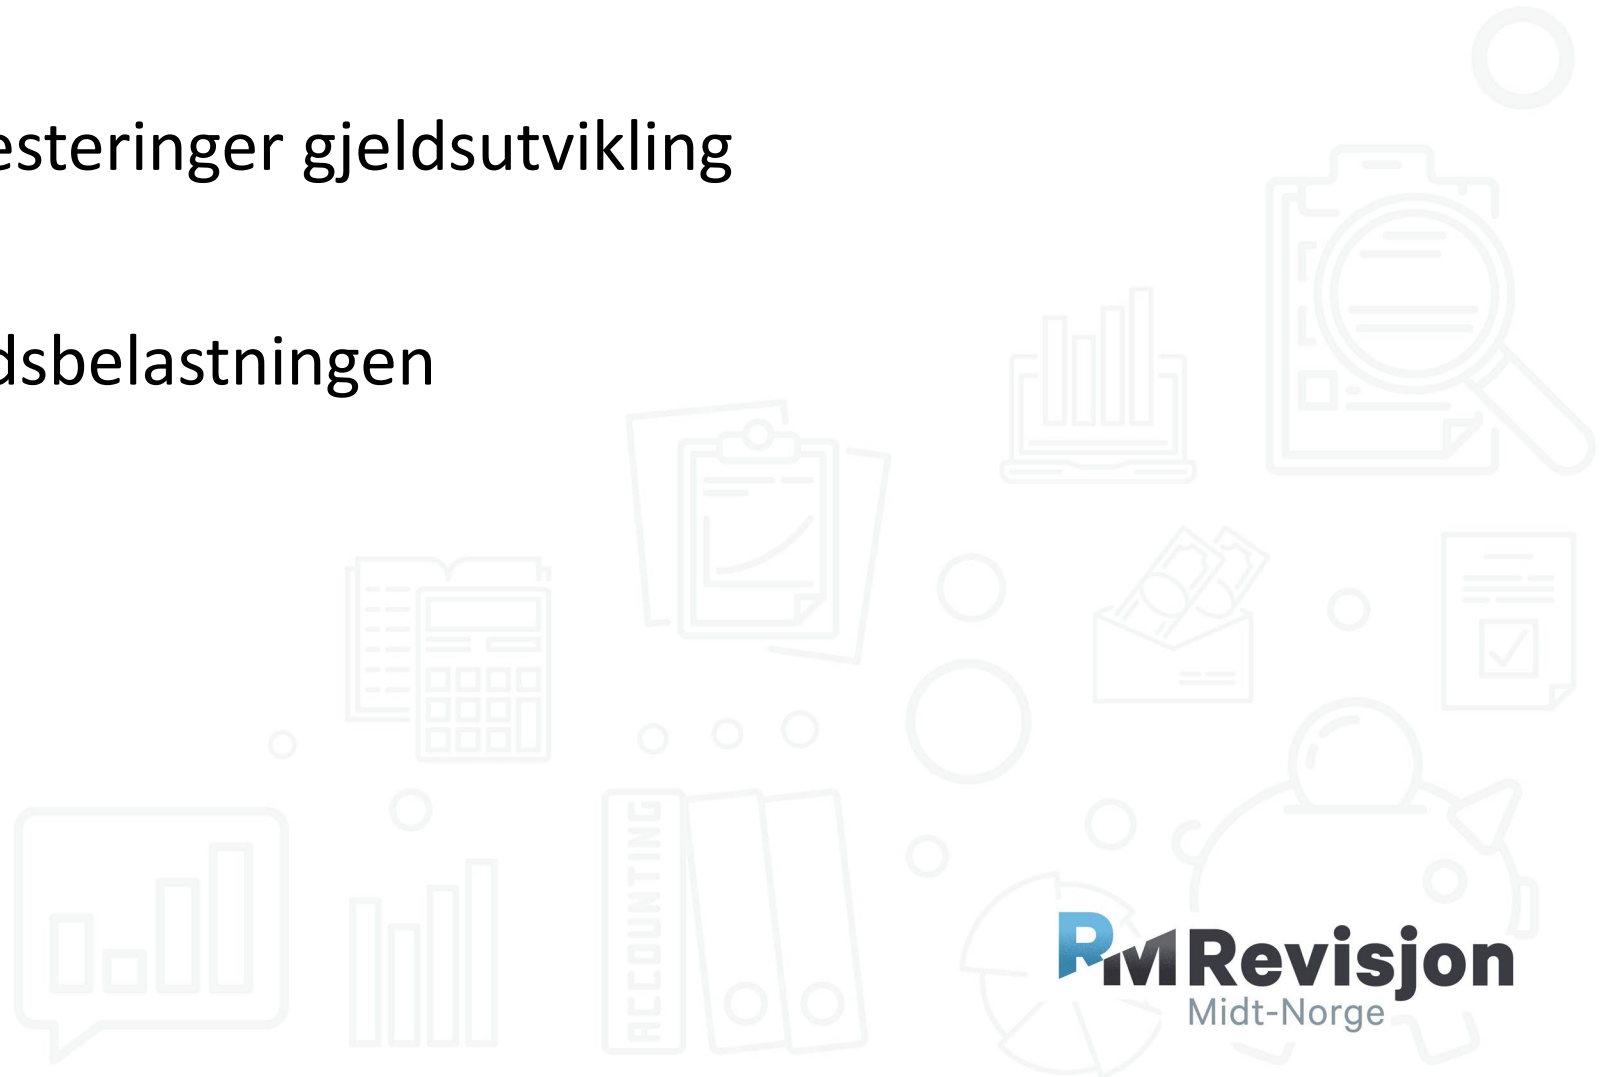 esteringer gjeldsutvikling
dsbelastningen
ACCOUNTING
RM Revisjon
Midt-Norge